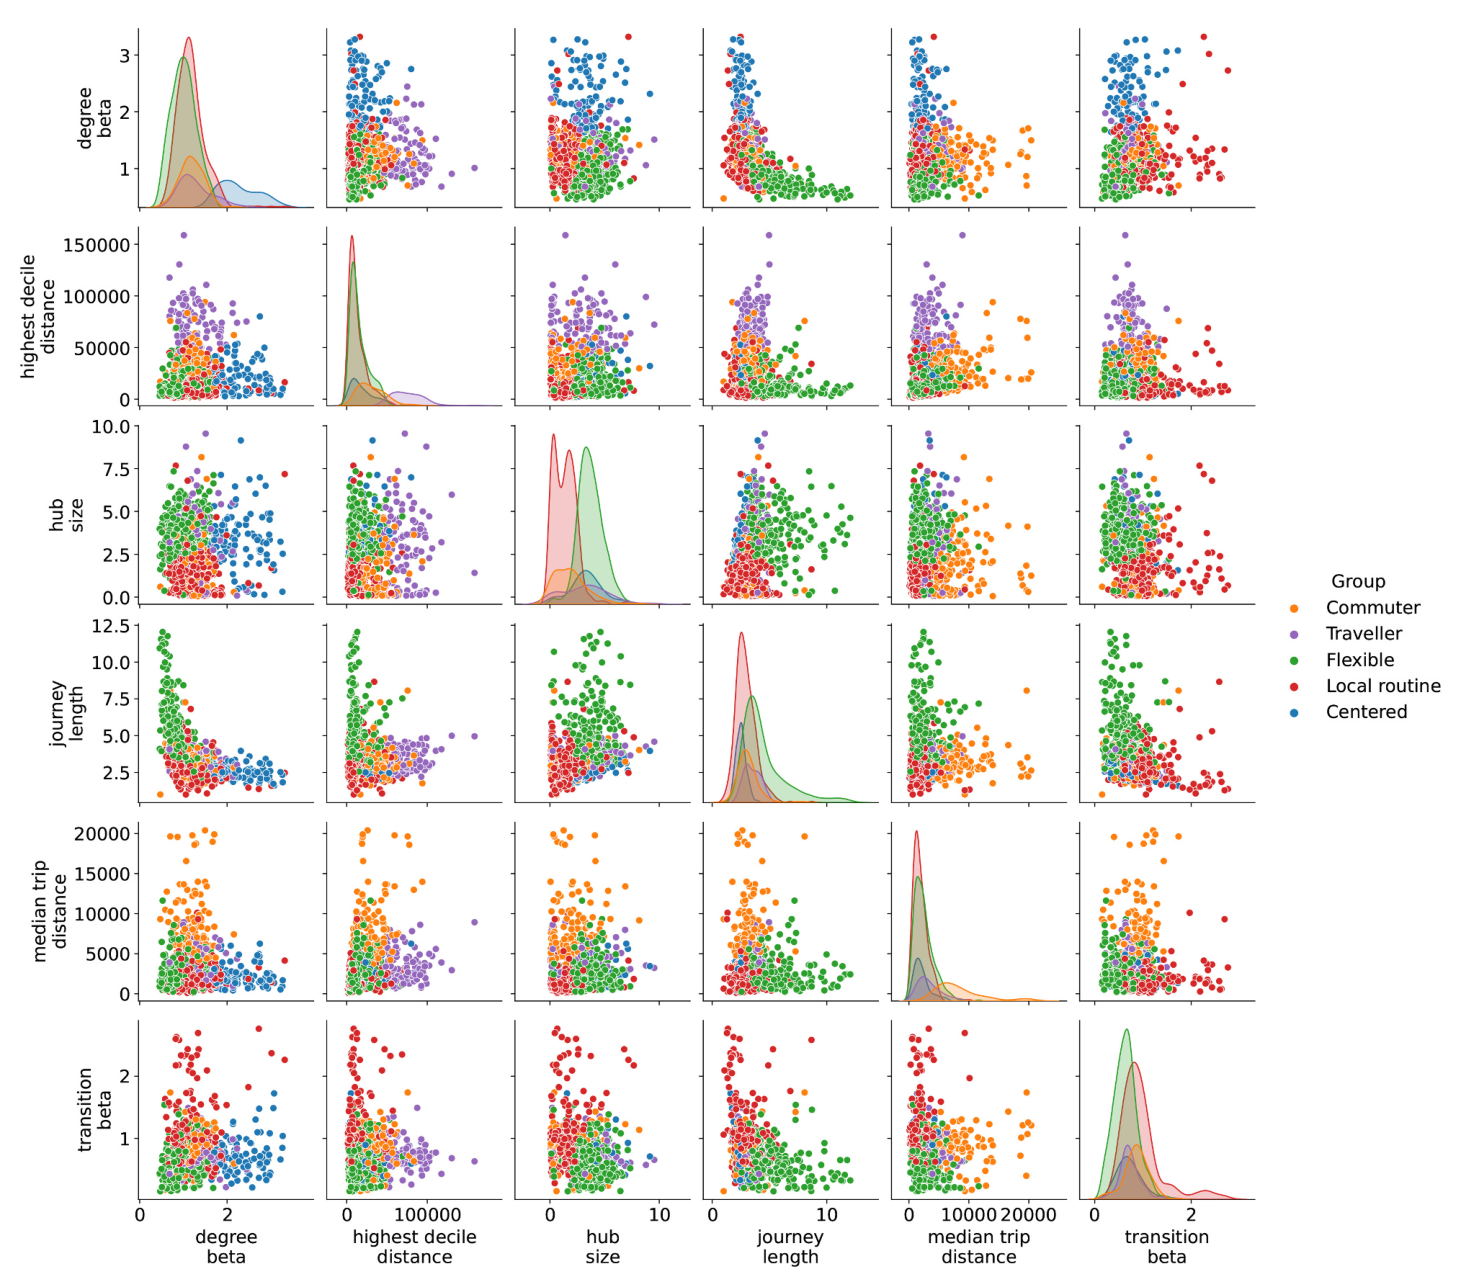 degree
beta
3
2
1
highest decile
distance
150000
100000
50000
0
hub
size
10.0
7.5
5.0
2.5
0.0
journey
length
12.5
10.0
7.5
5.0
2.5
median trip
distance
20000
15000
10000
5000
0
transition
beta
2
1
0 2
0 100000
0 10
0 10
0 10000 20000
0 2
degree
beta
highest decile
distance
hub
size
journey
length
median trip
distance
transition
beta
Group
Commuter
Traveller
Flexible
Local routine
Centered